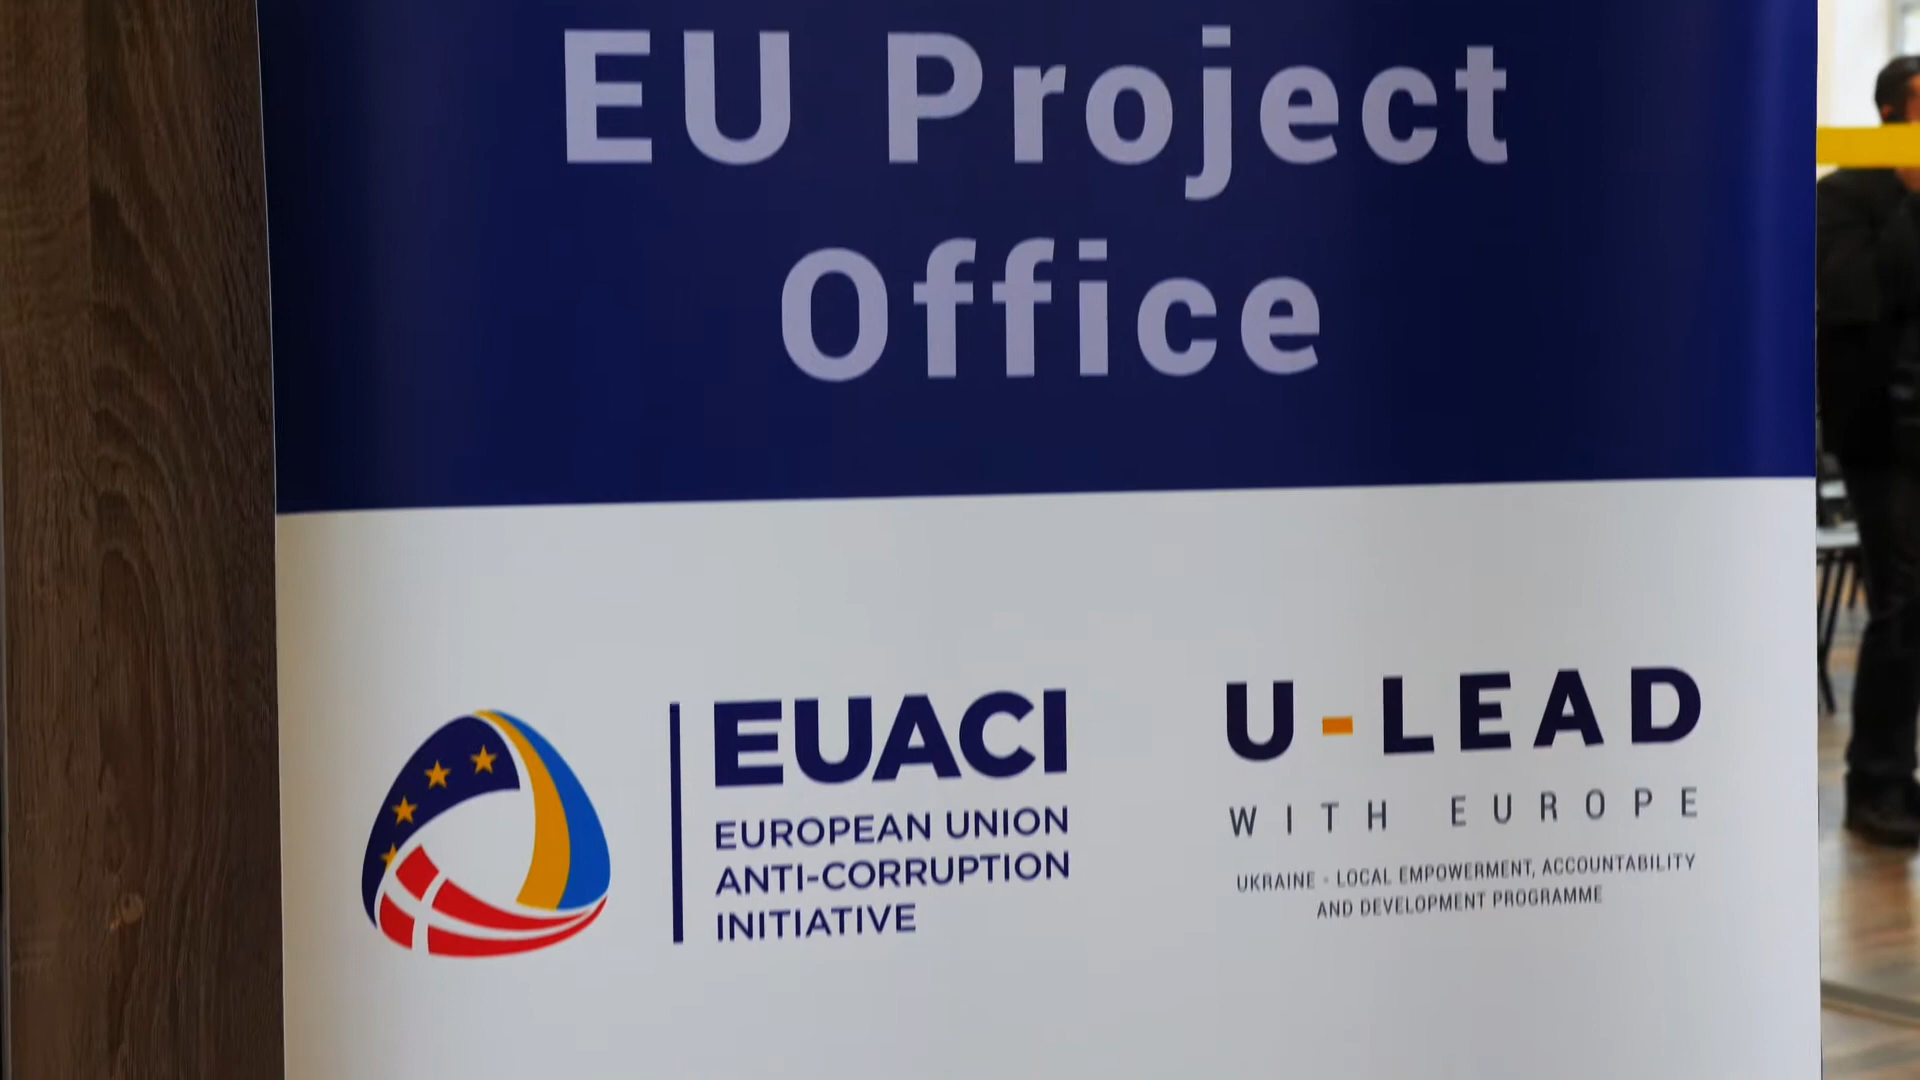 EU Project
Office
EUACI
EUROPEAN UNION
ANTI-CORRUPTION
INITIATIVE
U-LEAD
WITH EUROPE
UKRAINE - LOCAL EMPOWERMENT, ACCOUNTABILITY
AND DEVELOPMENT PROGRAMME